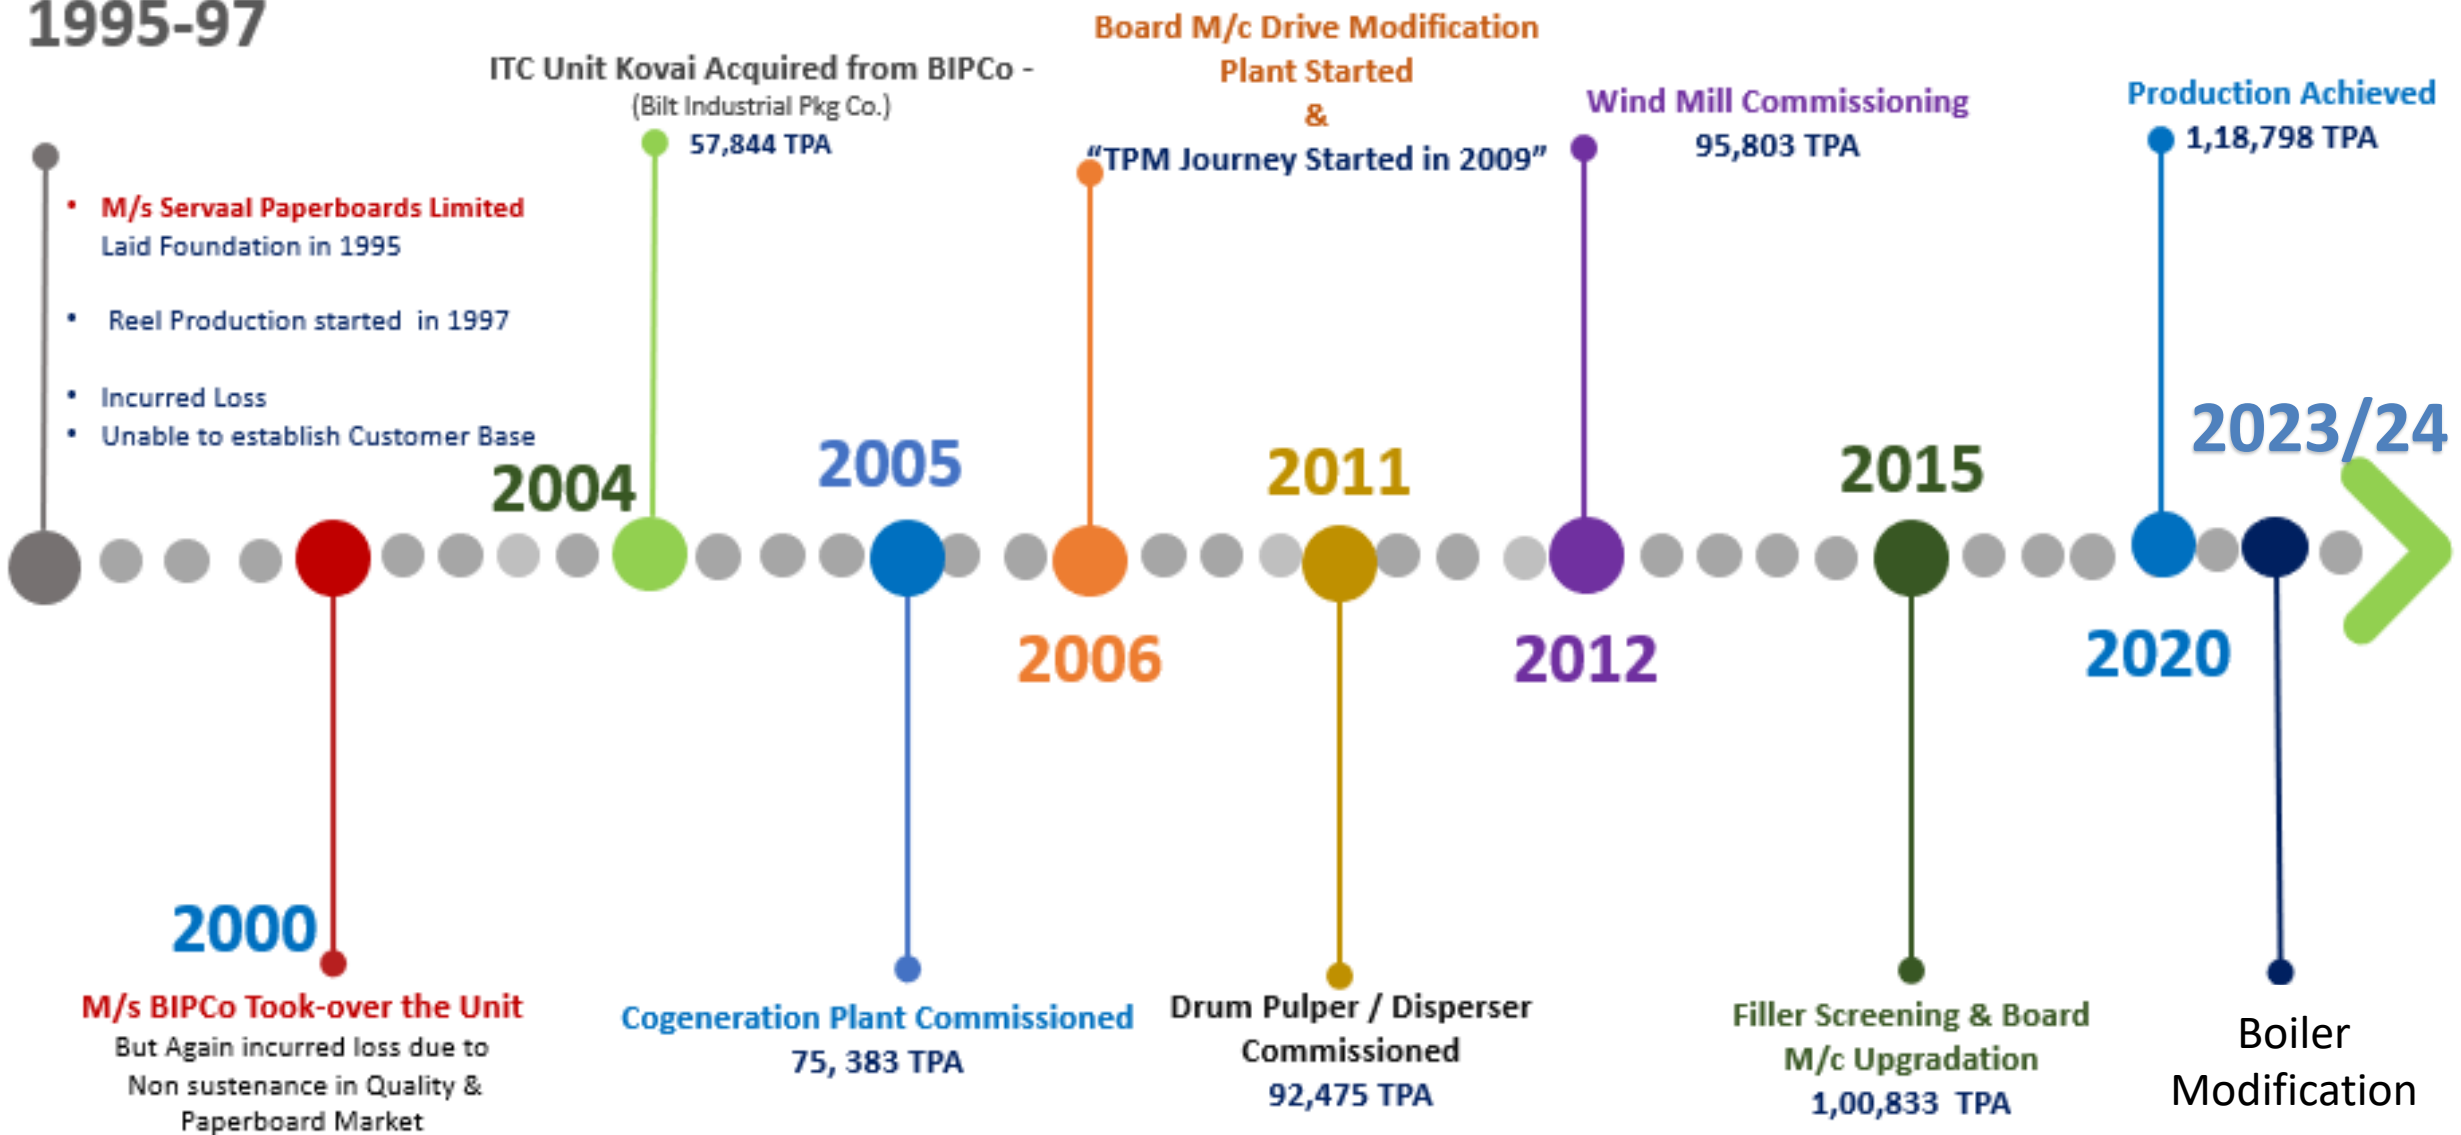 1995-97
• M/s Servaal Paperboards Limited
Laid Foundation in 1995
• Reel Production started in 1997
• Incurred Loss
• Unable to establish Customer Base
2000
M/s BIPCo Took-over the Unit
But Again incurred loss due to
Non sustenance in Quality &
Paperboard Market
ITC Unit Kovai Acquired from BIPCo -
(Bilt Industrial Pkg Co.)
57,844 TPA
2004
2005
Cogeneration Plant Commissioned
75, 383 TPA
Board M/c Drive Modification
Plant Started
&
“TPM Journey Started in 2009”
2006
2011
Drum Pulper / Disperser
Commissioned
92,475 TPA
Wind Mill Commissioning
95,803 TPA
2012
2015
Filler Screening & Board
M/c Upgradation
1,00,833 TPA
Production Achieved
1,18,798 TPA
2020
2023/24
Boiler
Modification